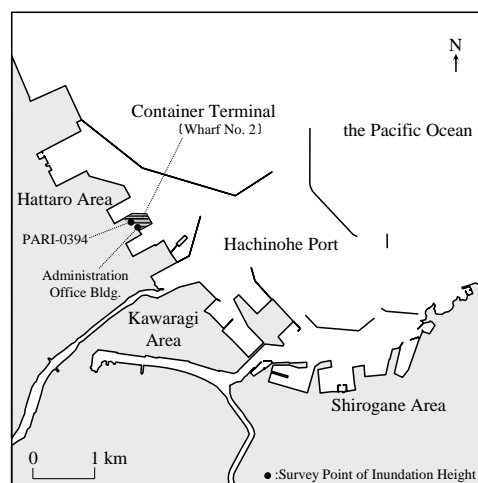 N
Container Terminal
(Wharf No. 2)
the Pacific Ocean
Hattaro Area
PARI-0394
Administration
Office Bldg.
Hachinohe Port
Kawaragi
Area
Shirogane Area
0 1 km
● :Survey Point of Inundation Height